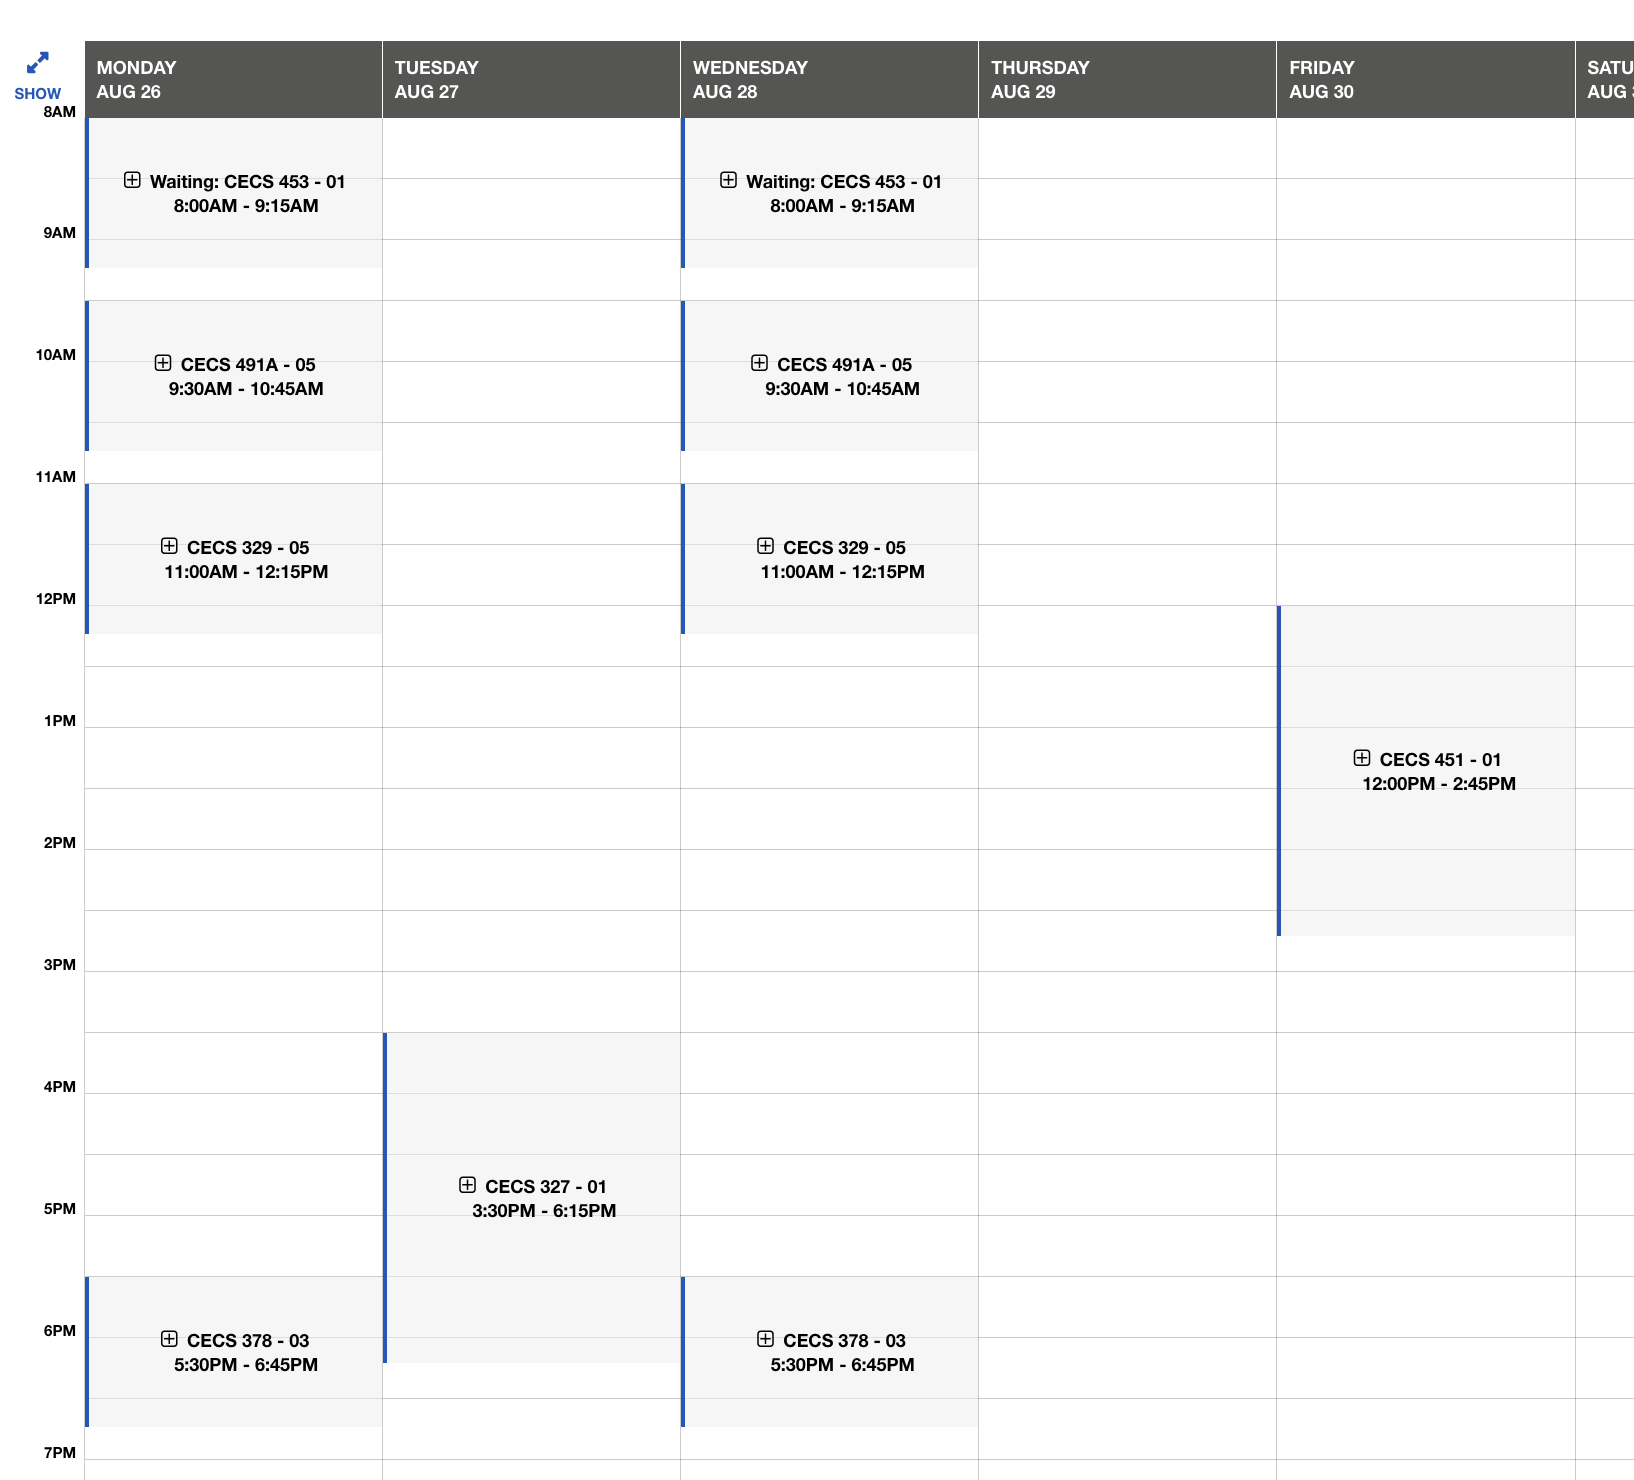 SHOW
MONDAY
AUG 26
TUESDAY
AUG 27
WEDNESDAY
AUG 28
THURSDAY
AUG 29
FRIDAY
AUG 30
SATU
AUG
8AM
Waiting: CECS 453 - 01
8:00AM - 9:15AM
Waiting: CECS 453 - 01
8:00AM - 9:15AM
9AM
10AM
CECS 491A - 05
9:30AM - 10:45AM
CECS 491A - 05
9:30AM - 10:45AM
11AM
CECS 329 - 05
11:00AM - 12:15PM
CECS 329 - 05
11:00AM - 12:15PM
12PM
1PM
CECS 451 - 01
12:00PM - 2:45PM
2PM
3PM
4PM
CECS 327 - 01
3:30PM - 6:15PM
5PM
6PM
CECS 378 - 03
5:30PM - 6:45PM
CECS 378 - 03
5:30PM - 6:45PM
7PM